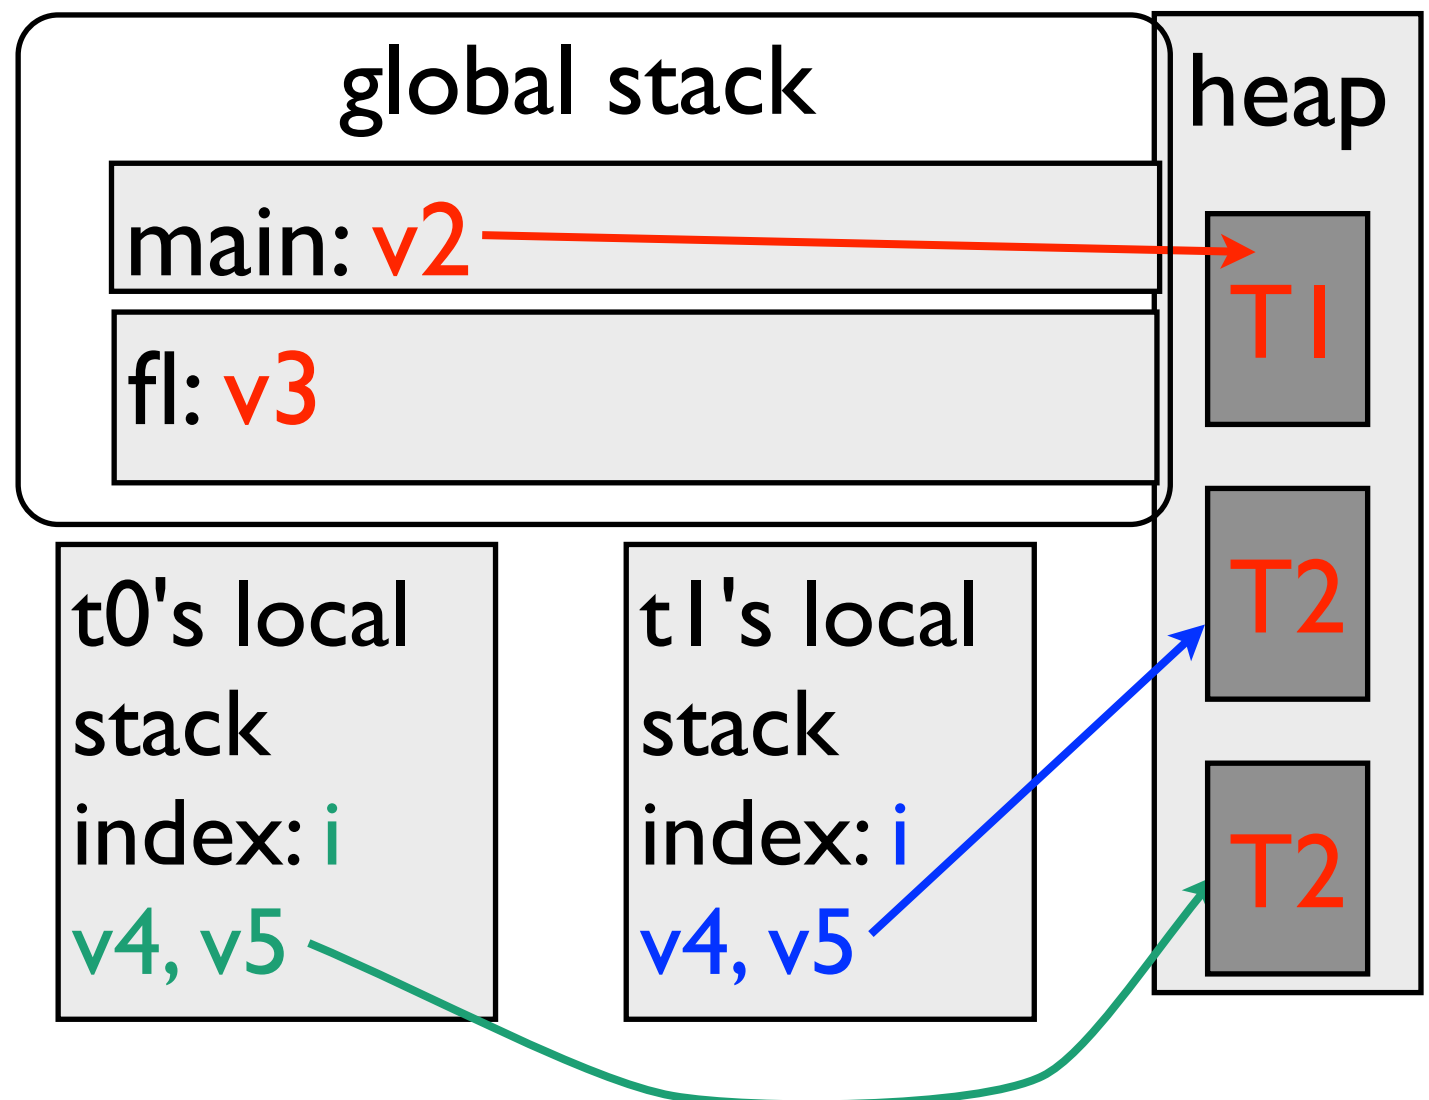 global stack
heap
main: v2
T1
f1: v3
t0's local
stack
index: i
v4, v5
t1's local
stack
index: i
v4, v5
T2
T2